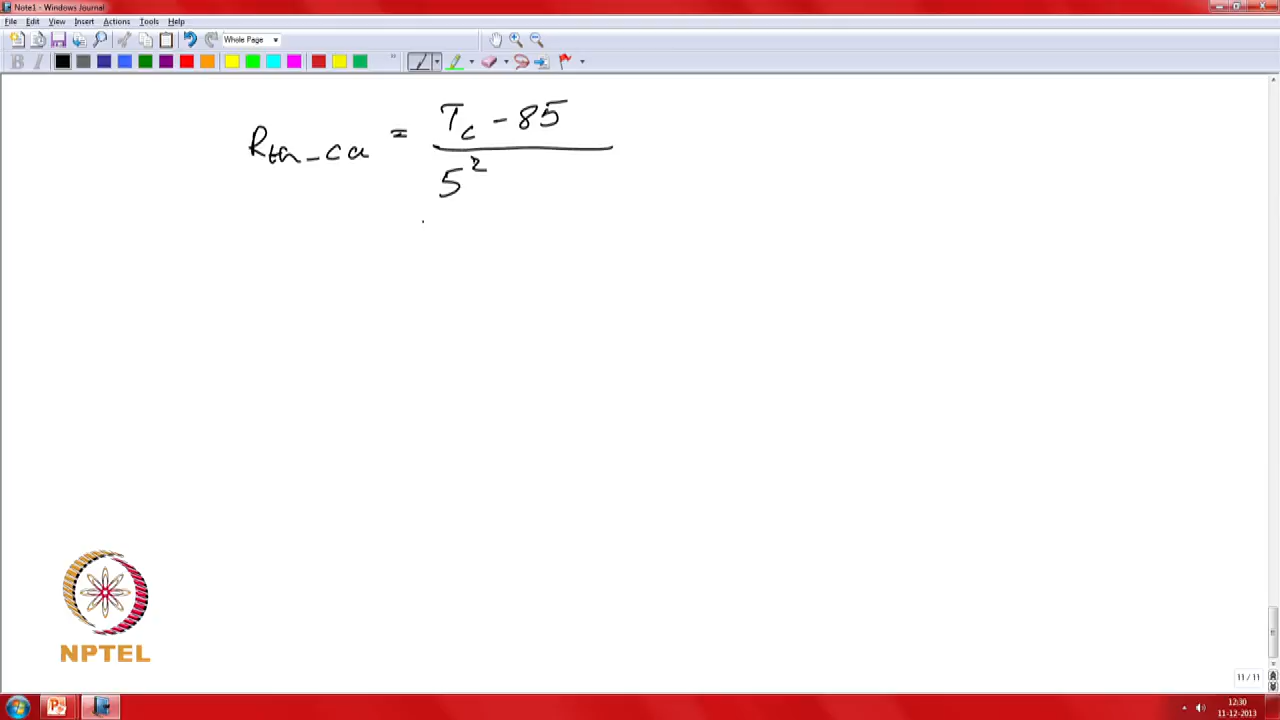 Note1 - Windows Journal
File Edit View Insert Actions Tools Help
Whole Page
B I
Rth-ca = Tc - 85
5²
NPTEL
11 / 11
12:30
11-12-2013